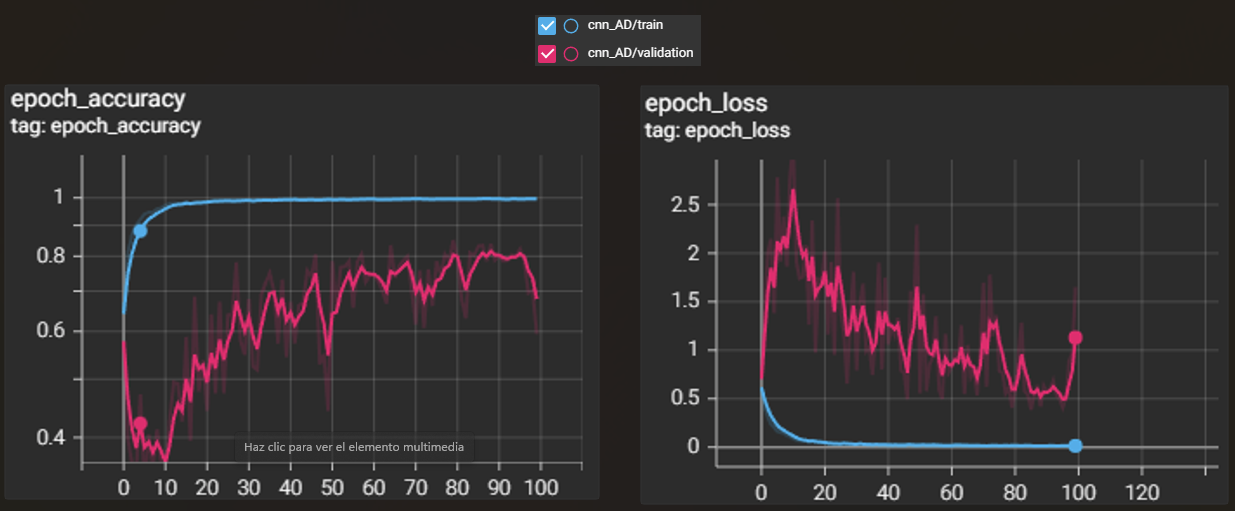 cnn_AD/train
cnn_AD/validation
epoch_accuracy
tag: epoch_accuracy
1
0.8
0.6
0.4
Haz clic para ver el elemento multimedia
0 10 20 30 40 50 60 70 80 90 100
epoch_loss
tag: epoch_loss
2.5
2
1.5
1
0.5
0
0 20 40 60 80 100 120